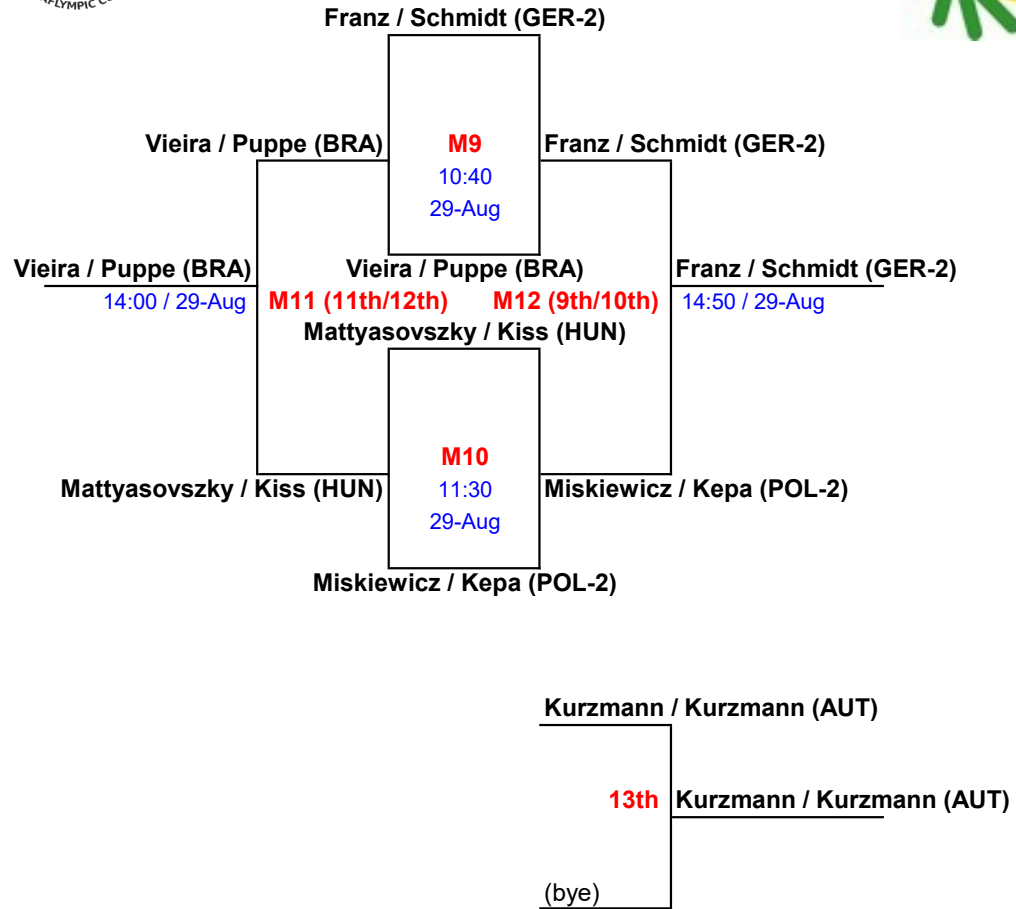 Franz / Schmidt (GER-2)
Vieira / Puppe (BRA)
M9
Franz / Schmidt (GER-2)
10:40
29-Aug
Vieira / Puppe (BRA)
Vieira / Puppe (BRA)
Franz / Schmidt (GER-2)
14:00 / 29-Aug
M11 (11th/12th)
M12 (9th/10th)
14:50 / 29-Aug
Mattyasovszky / Kiss (HUN)
M10
Mattyasovszky / Kiss (HUN)
11:30
Miskiewicz / Kepa (POL-2)
29-Aug
Miskiewicz / Kepa (POL-2)
Kurzmann / Kurzmann (AUT)
13th
Kurzmann / Kurzmann (AUT)
(bye)